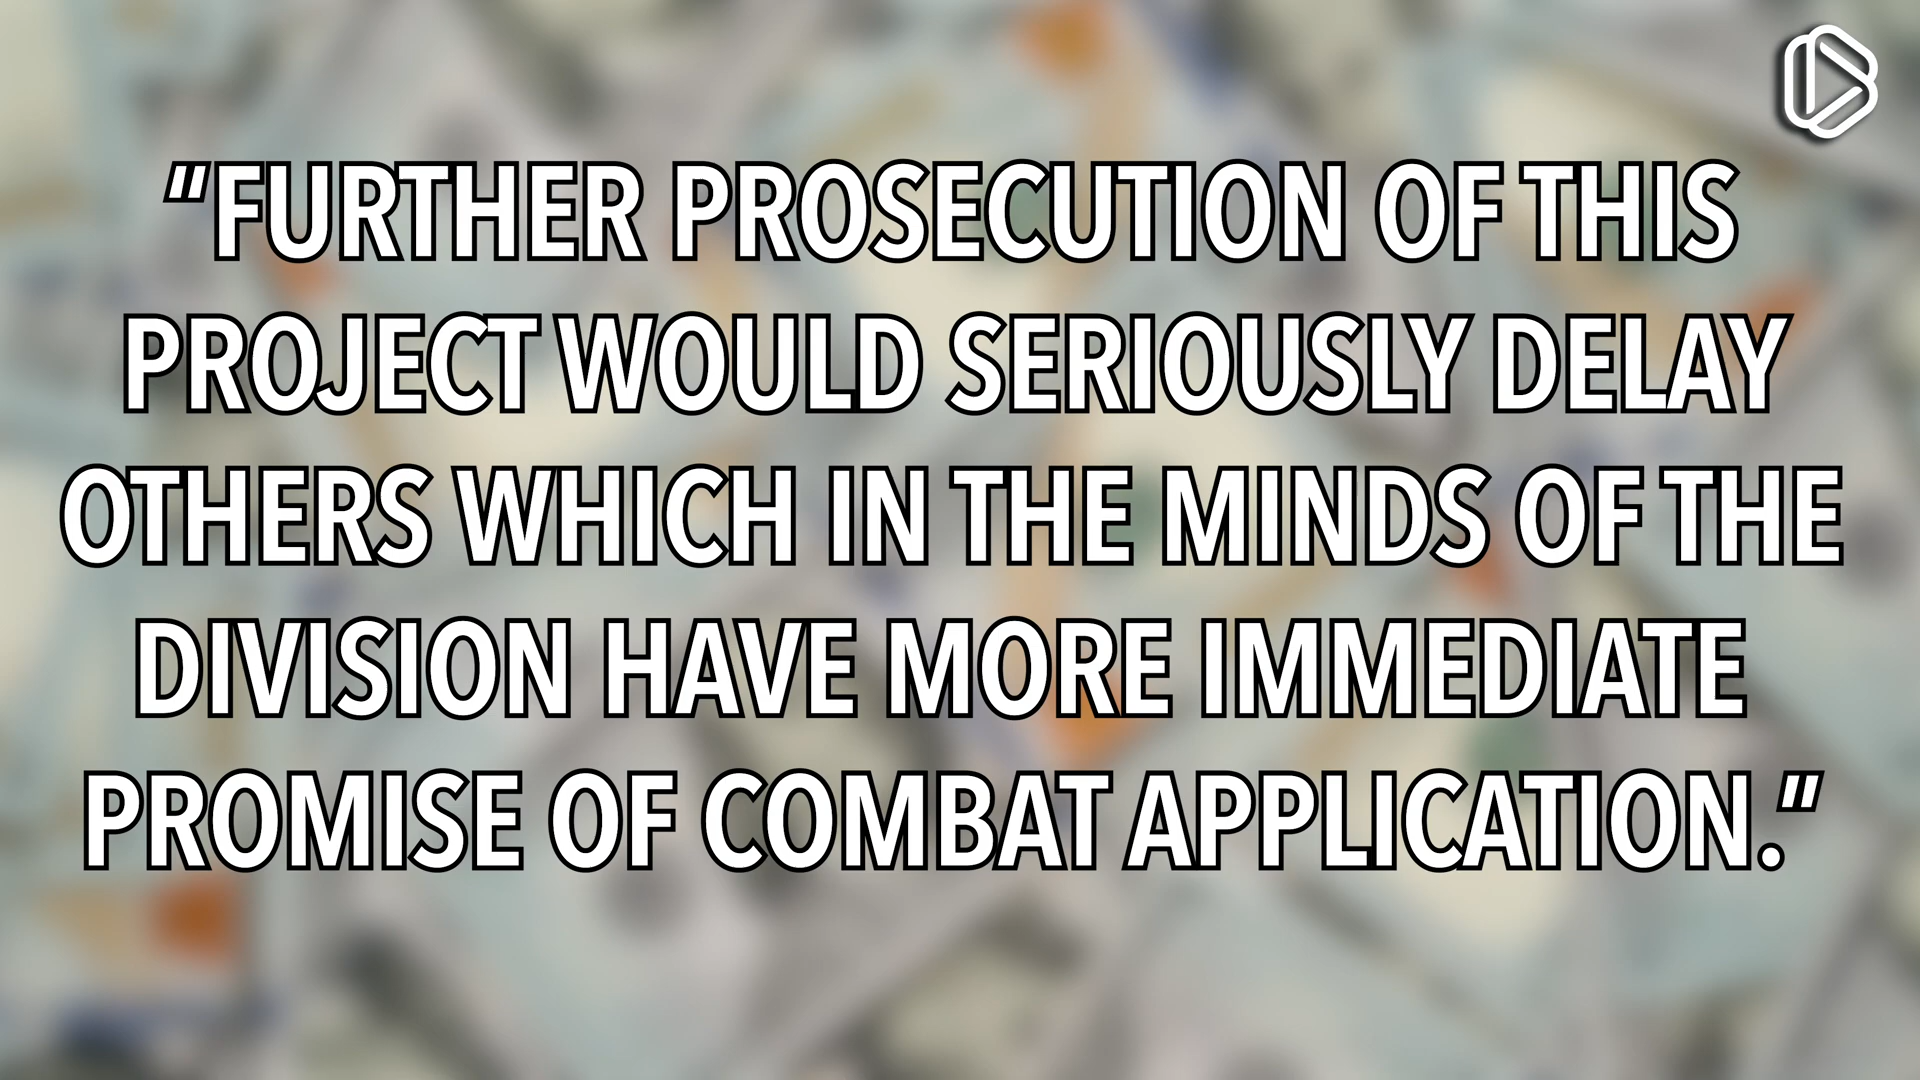 “FURTHER PROSECUTION OF THIS
PROJECT WOULD SERIOUSLY DELAY
OTHERS WHICH IN THE MINDS OF THE
DIVISION HAVE MORE IMMEDIATE
PROMISE OF COMBAT APPLICATION.”